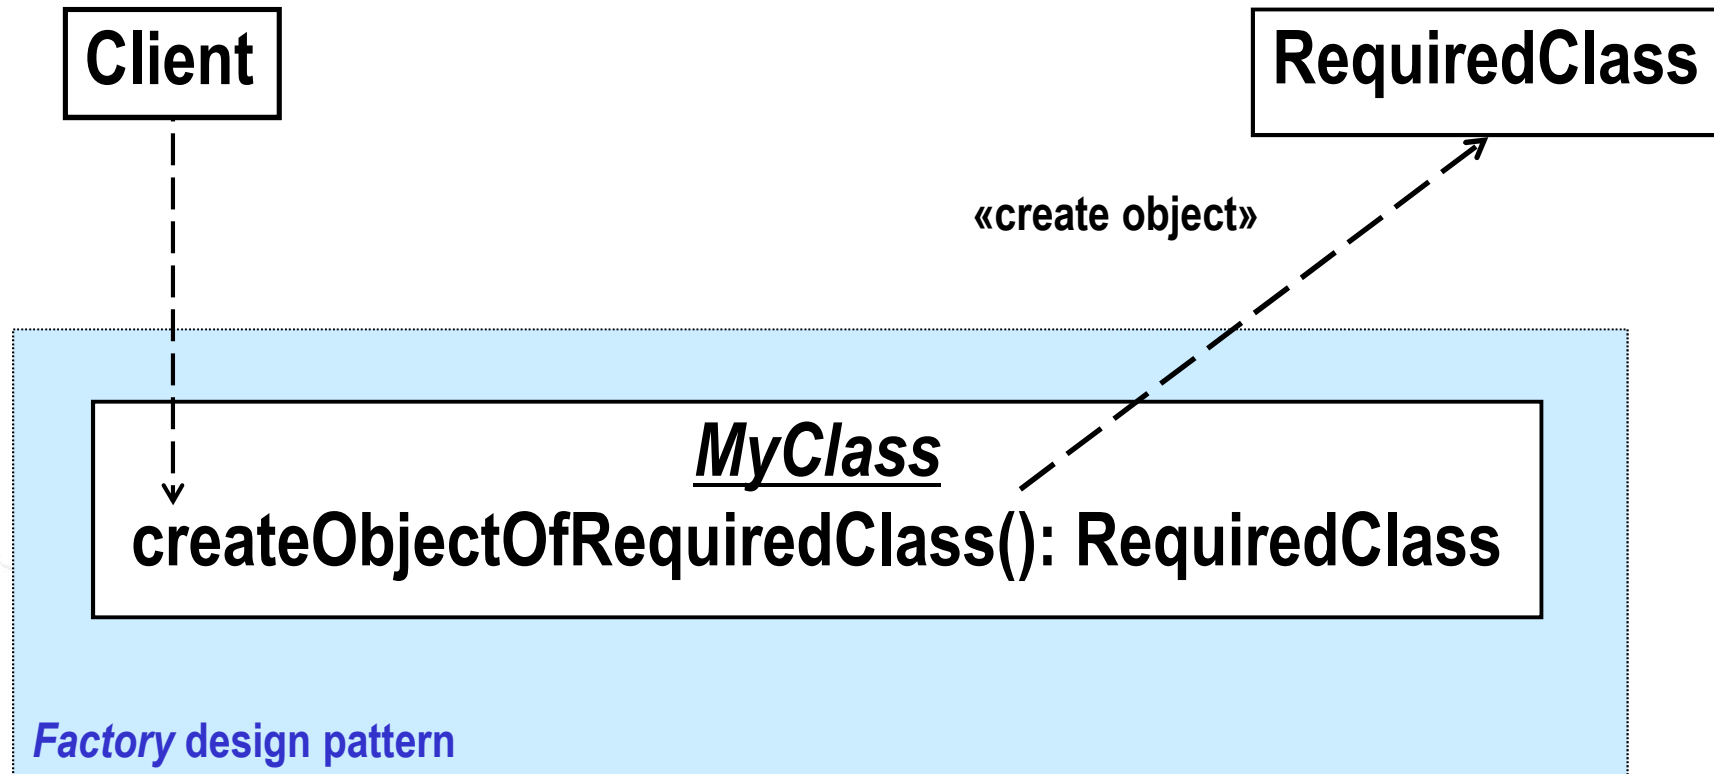 Client
RequiredClass
«create object»
MyClass
createObjectOfRequiredClass(): RequiredClass
Factory design pattern